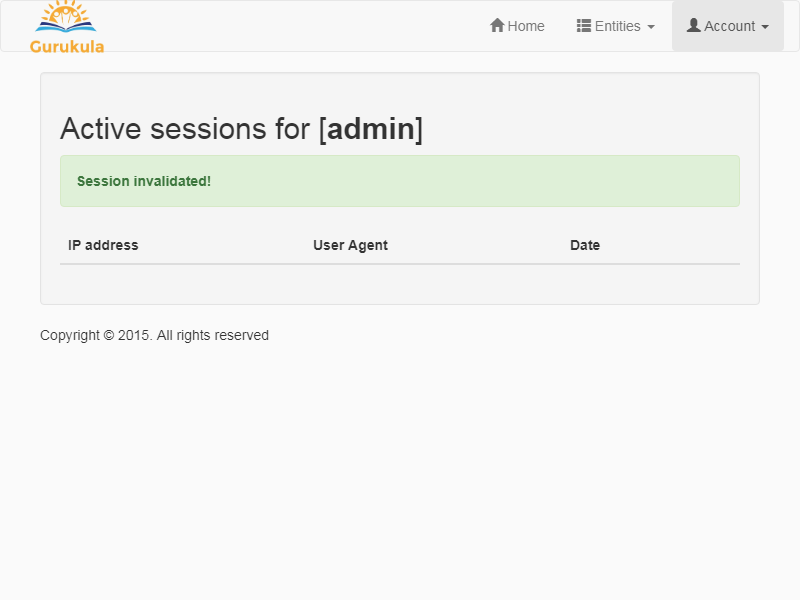 Gurukula
Home Entities Account
Active sessions for [admin]
Session invalidated!
IP address User Agent Date
Copyright © 2015. All rights reserved